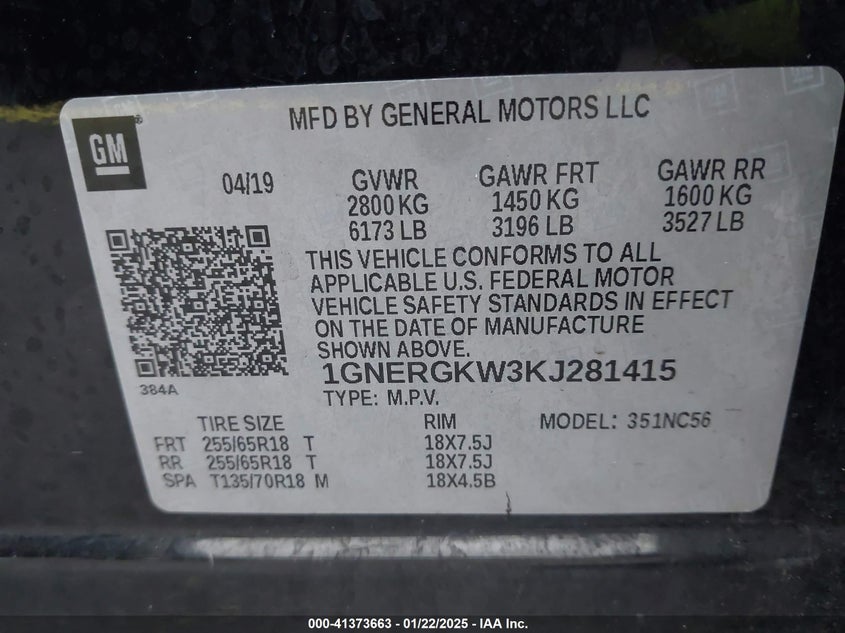 MFD BY GENERAL MOTORS LLC
GM
04/19 GVWR GAWR FRT GAWR RR
2800 KG 1450 KG 1600 KG
6173 LB 3196 LB 3527 LB
THIS VEHICLE CONFORMS TO ALL
APPLICABLE U.S. FEDERAL MOTOR
VEHICLE SAFETY STANDARDS IN EFFECT
ON THE DATE OF MANUFACTURE
SHOWN ABOVE.
384A
1GNERGKW3KJ281415
TYPE: M.P.V.
TIRE SIZE RIM MODEL: 351NC56
FRT 255/65R18 T 18X7.5J
RR 255/65R18 T 18X7.5J
SPA T135/70R18 M 18X4.5B
000-41373663 - 01/22/2025 - IAA Inc.